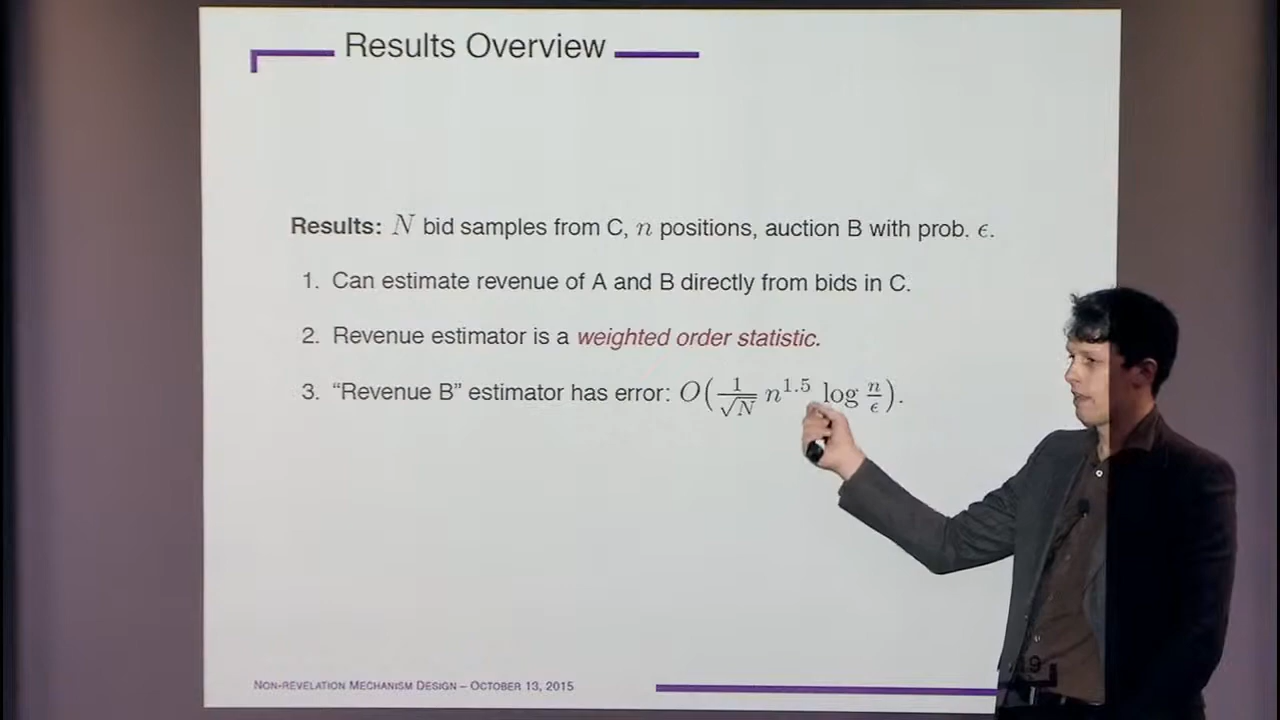 Results Overview
Results: N bid samples from C, n positions, auction B with prob. ϵ.
1. Can estimate revenue of A and B directly from bids in C.
2. Revenue estimator is a weighted order statistic.
3. “Revenue B” estimator has error: O(1/√N n^1.5 log n/ϵ).
NON-REVELATION MECHANISM DESIGN – OCTOBER 13, 2015
19